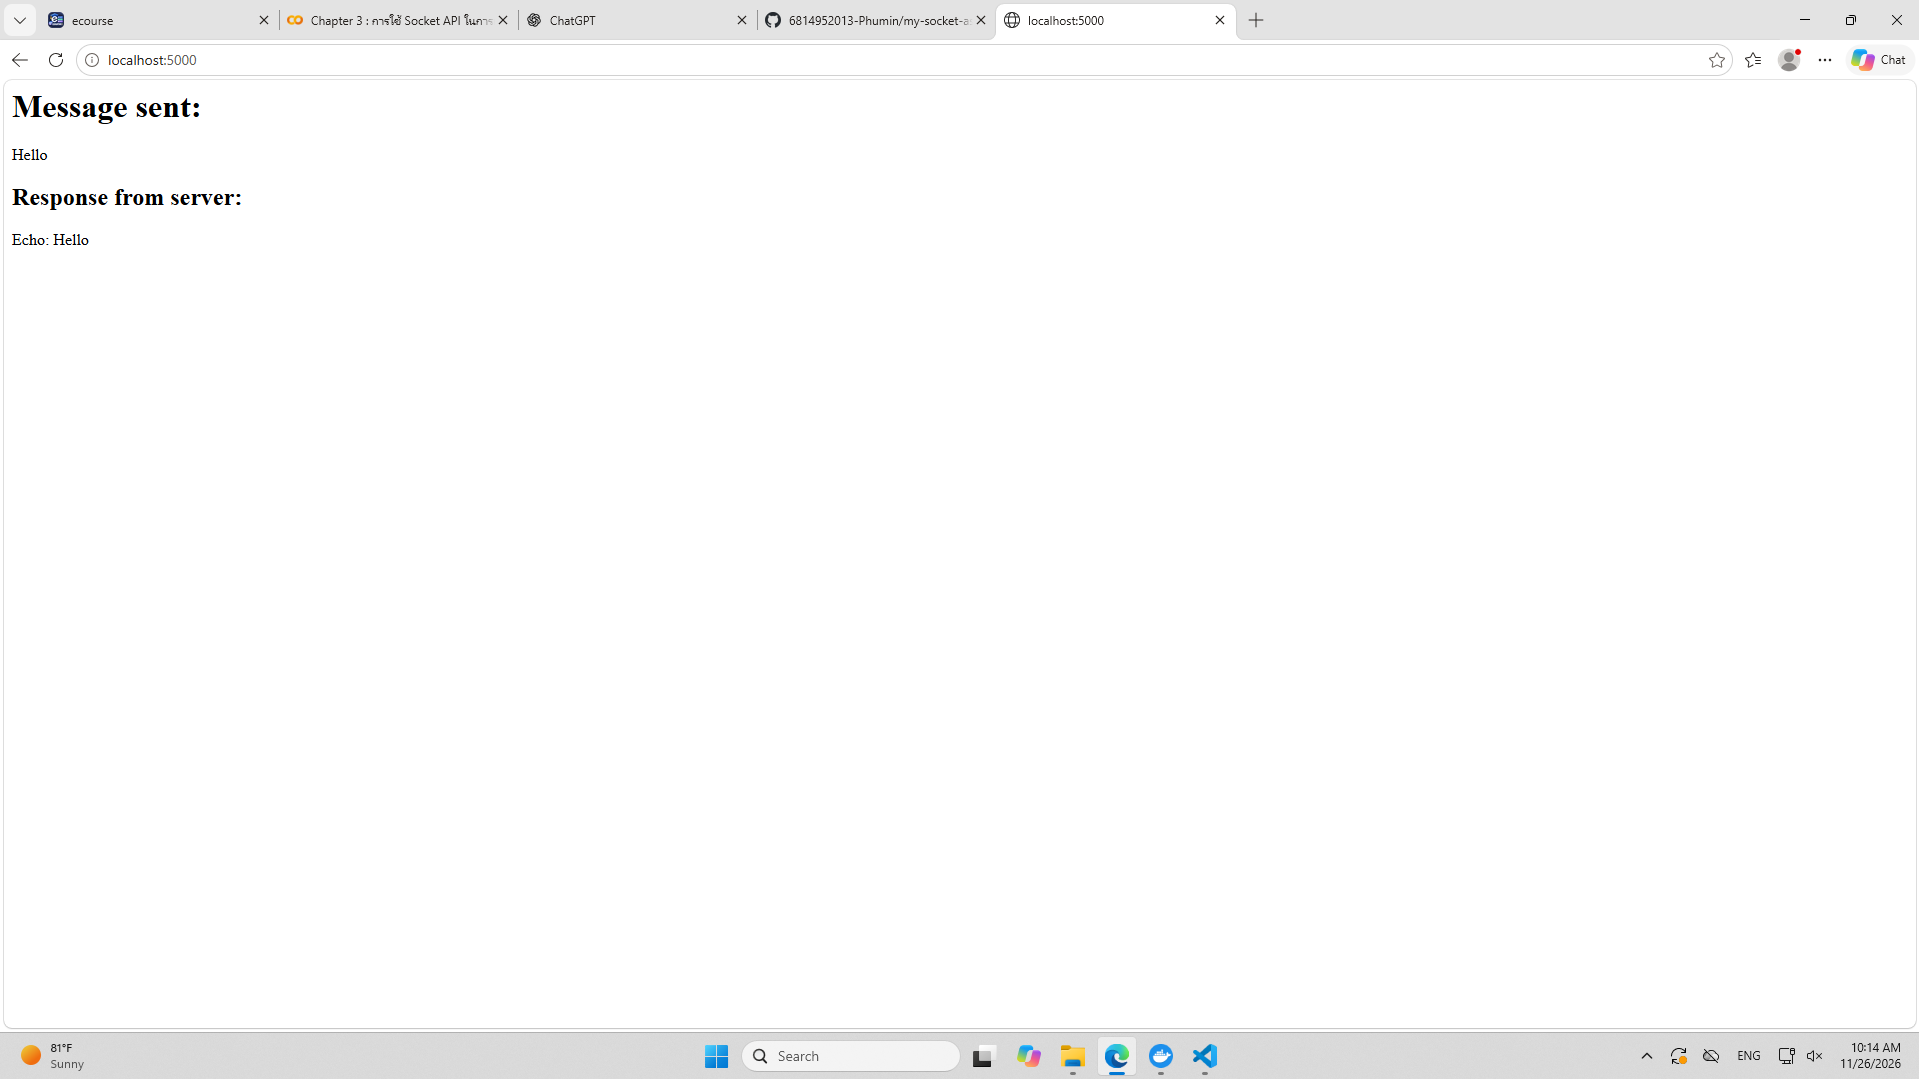 ecourse
Chapter 3 : การใช้ Socket API ในการ
ChatGPT
6814952013-Phumin/my-socket-a
localhost:5000
localhost:5000
Chat
Message sent:
Hello
Response from server:
Echo: Hello
81°F
Sunny
Search
ENG
10:14 AM
11/26/2026